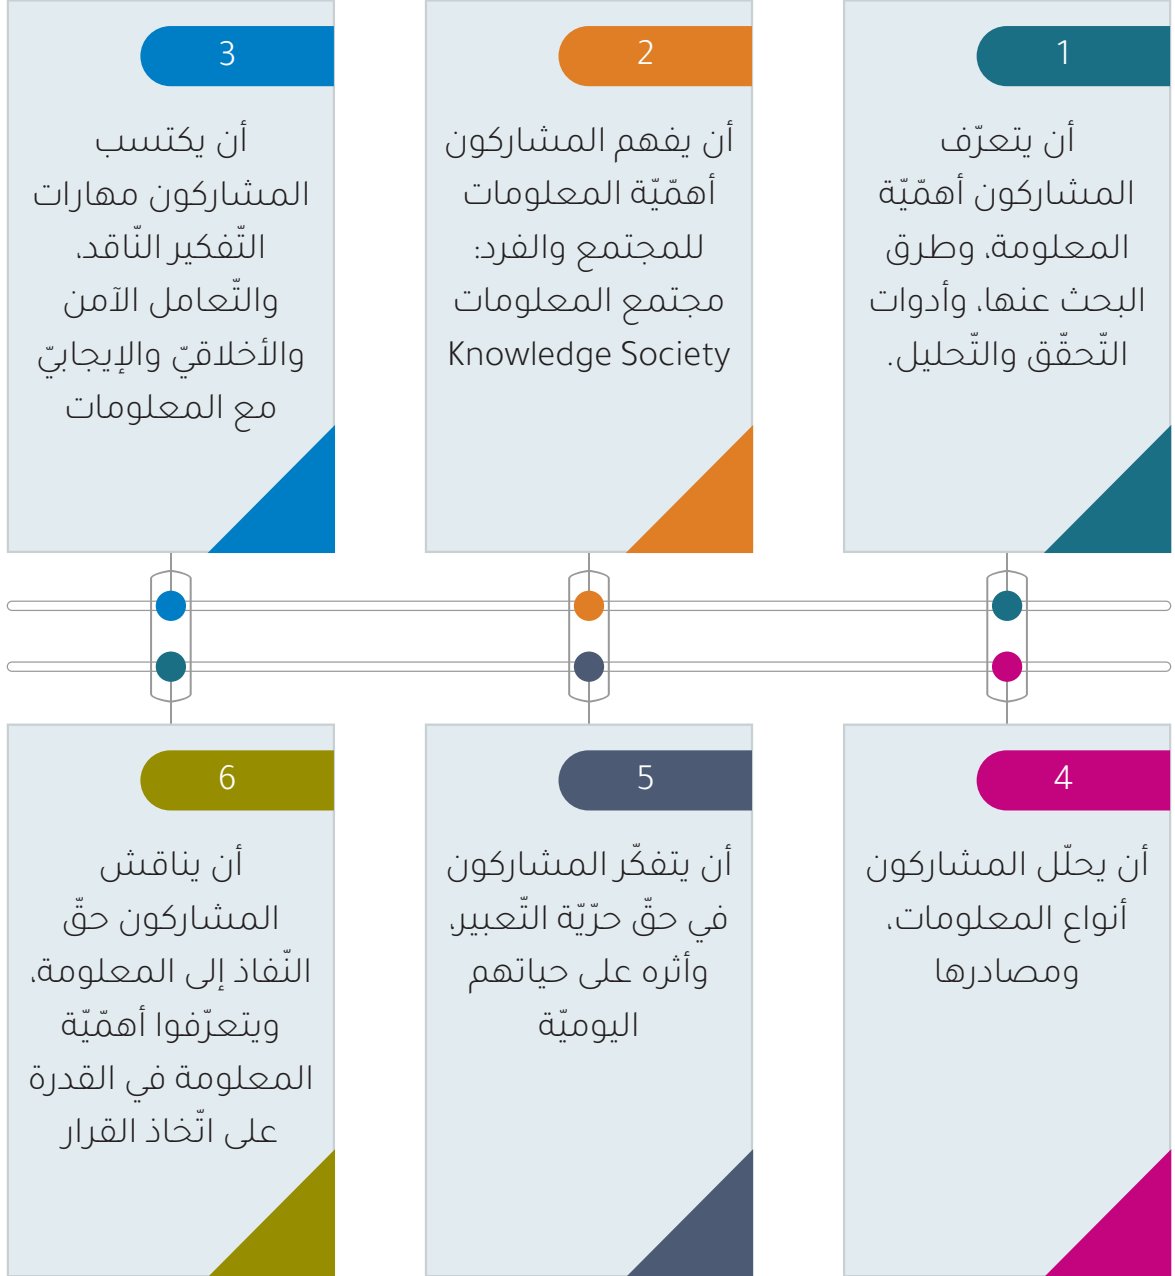 1
أن يتعرّف
المشاركون أهمّيّة
المعلومة، وطرق
البحث عنها، وأدوات
التّحقّق والتّحليل.
2
أن يفهم المشاركون
أهمّيّة المعلومات
للمجتمع والفرد:
مجتمع المعلومات
Knowledge Society
3
أن يكتسب
المشاركون مهارات
التّفكير النّاقد،
والتّعامل الآمن
والأخلاقيّ والإيجابيّ
مع المعلومات
4
أن يحلّل المشاركون
أنواع المعلومات،
ومصادرها
5
أن يتفكّر المشاركون
في حقّ حرّيّة التّعبير،
وأثره على حياتهم
اليوميّة
6
أن يناقش
المشاركون حقّ
النّفاذ إلى المعلومة،
ويتعرّفوا أهمّيّة
المعلومة في القدرة
على اتّخاذ القرار